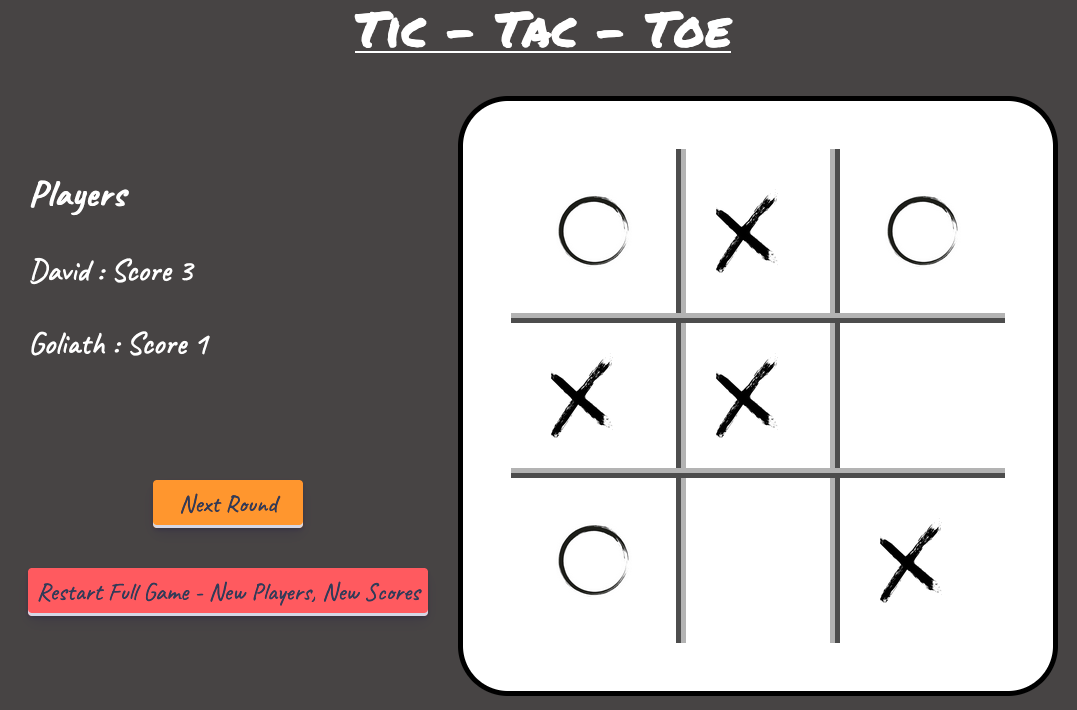 Tic - Tac - Toe
Players
David : Score 3
Goliath : Score 1
Next Round
Restart Full Game - New Players, New Scores